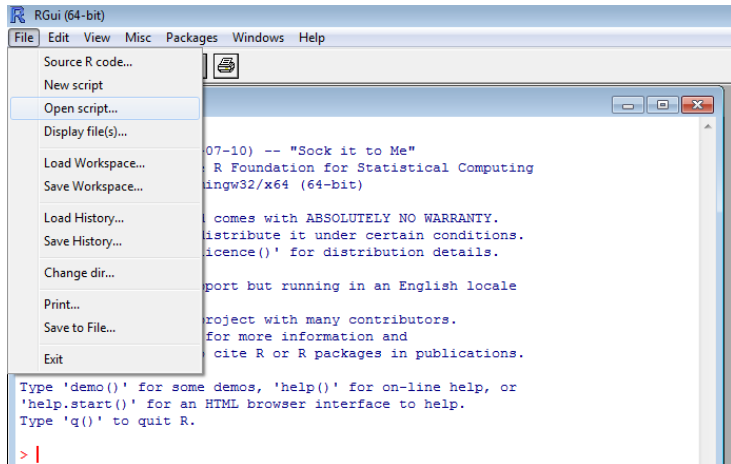 RGui (64-bit)
File Edit View Misc Packages Windows Help
Source R code...
New script
Open script...
Display file(s)...
Load Workspace...
Save Workspace...
Load History...
Save History...
Change dir...
Print...
Save to File...
Exit
07-10) -- "Sock it to Me"
R Foundation for Statistical Computing
ingw32/x64 (64-bit)
comes with ABSOLUTELY NO WARRANTY.
istribute it under certain conditions.
icence()' for distribution details.
port but running in an English locale
roject with many contributors.
for more information and
cite R or R packages in publications.
Type 'demo()' for some demos, 'help()' for on-line help, or
'help.start()' for an HTML browser interface to help.
Type 'q()' to quit R.
>